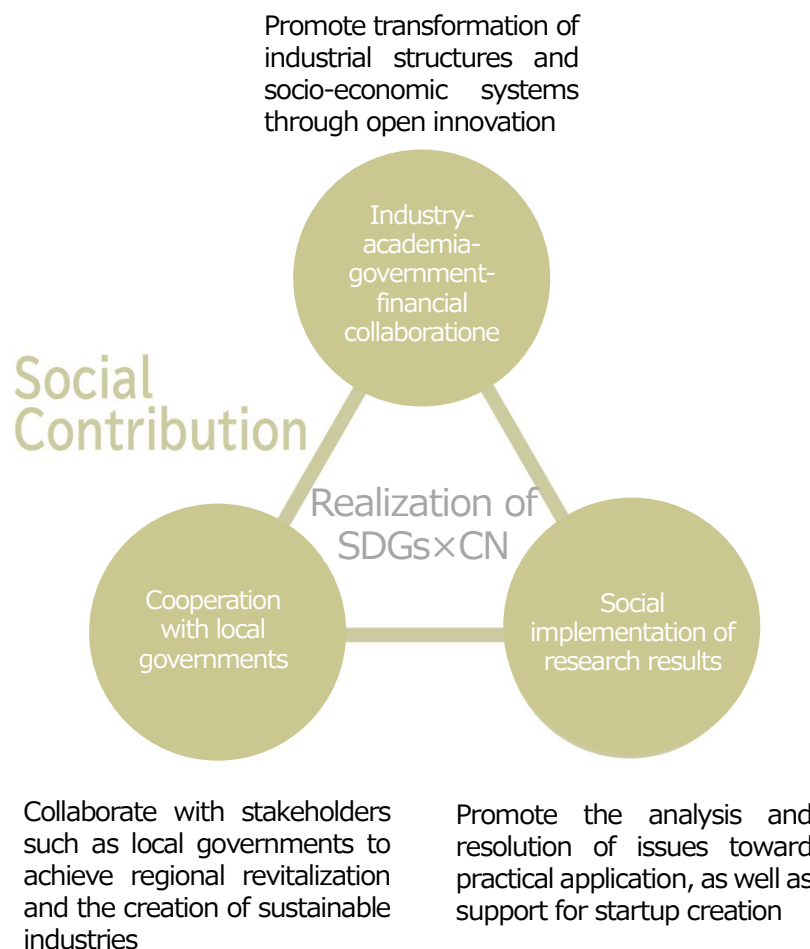 Promote transformation of
industrial structures and
socio-economic systems
through open innovation
Industry-
academia-
government-
financial
collaboratione
Social
Contribution
Realization of
SDGs×CN
Cooperation
with local
governments
Social
implementation of
research results
Collaborate with stakeholders
such as local governments to
achieve regional revitalization
and the creation of sustainable
industries
Promote the analysis and
resolution of issues toward
practical application, as well as
support for startup creation